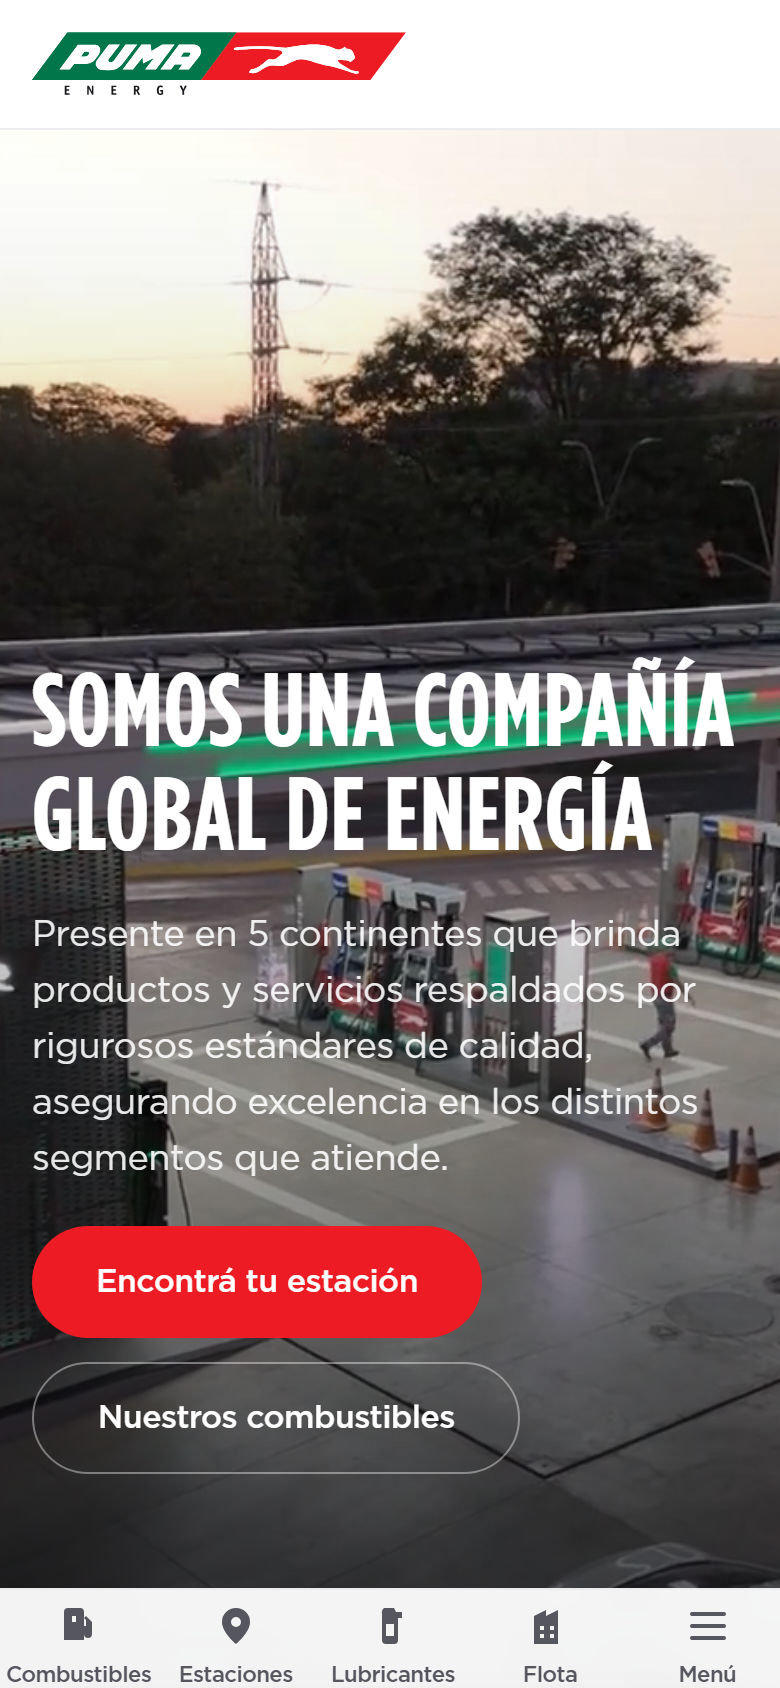 PUMA
ENERGY
SOMOS UNA COMPAÑÍA
GLOBAL DE ENERGÍA
Presente en 5 continentes que brinda
productos y servicios respaldados por
rigurosos estándares de calidad,
asegurando excelencia en los distintos
segmentos que atiende.
Encontrá tu estación
Nuestros combustibles
Combustibles
Estaciones
Lubricantes
Flota
Menú